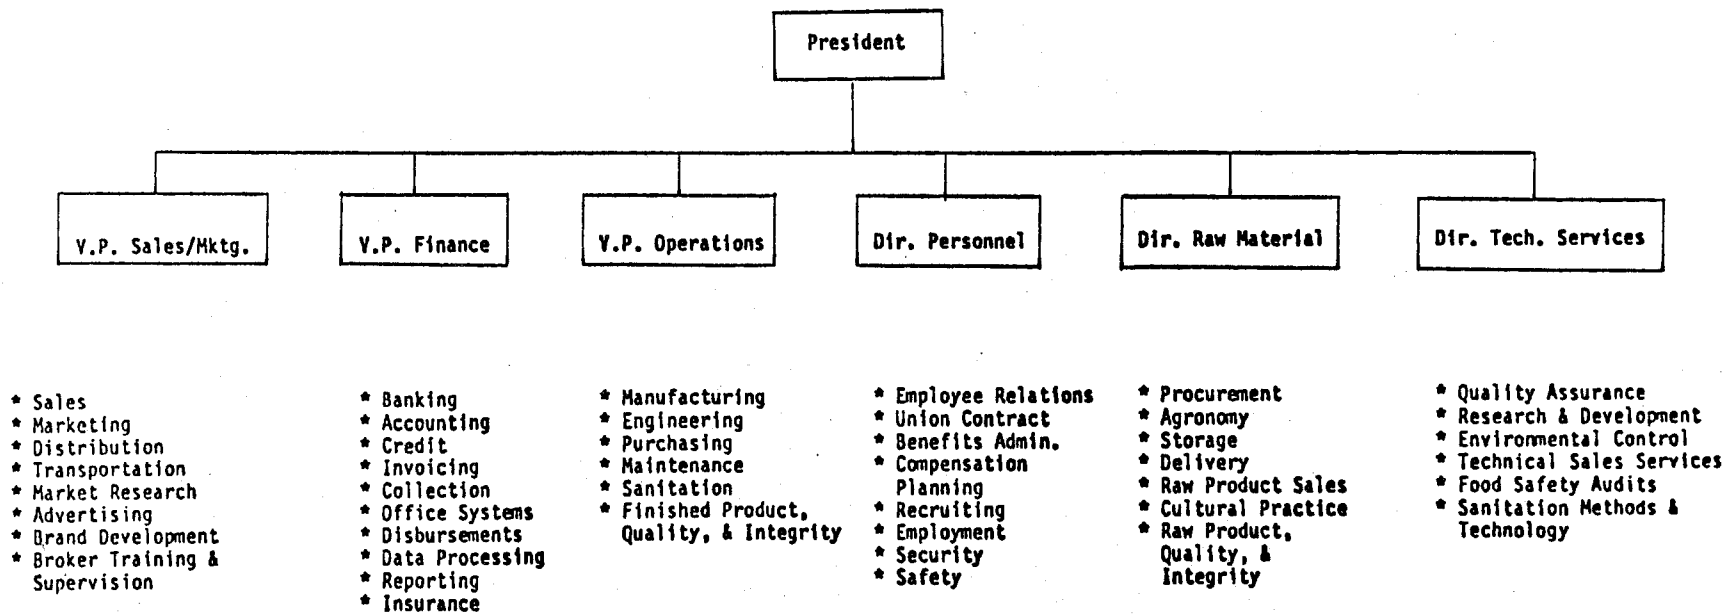 President
V.P. Sales/Mktg.
V.P. Finance
V.P. Operations
Dir. Personnel
Dir. Raw Material
Dir. Tech. Services
* Sales
* Marketing
* Distribution
* Transportation
* Market Research
* Advertising
* Brand Development
* Broker Training &
Supervision
* Banking
* Accounting
* Credit
* Invoicing
* Collection
* Office Systems
* Disbursements
* Data Processing
* Reporting
* Insurance
* Manufacturing
* Engineering
* Purchasing
* Maintenance
* Sanitation
* Finished Product,
Quality, & Integrity
* Employee Relations
* Union Contract
* Benefits Admin.
* Compensation
Planning
* Recruiting
* Employment
* Security
* Safety
* Procurement
* Agronomy
* Storage
* Delivery
* Raw Product Sales
* Cultural Practice
* Raw Product,
Quality, &
Integrity
* Quality Assurance
* Research & Development
* Environmental Control
* Technical Sales Services
* Food Safety Audits
* Sanitation Methods &
Technology